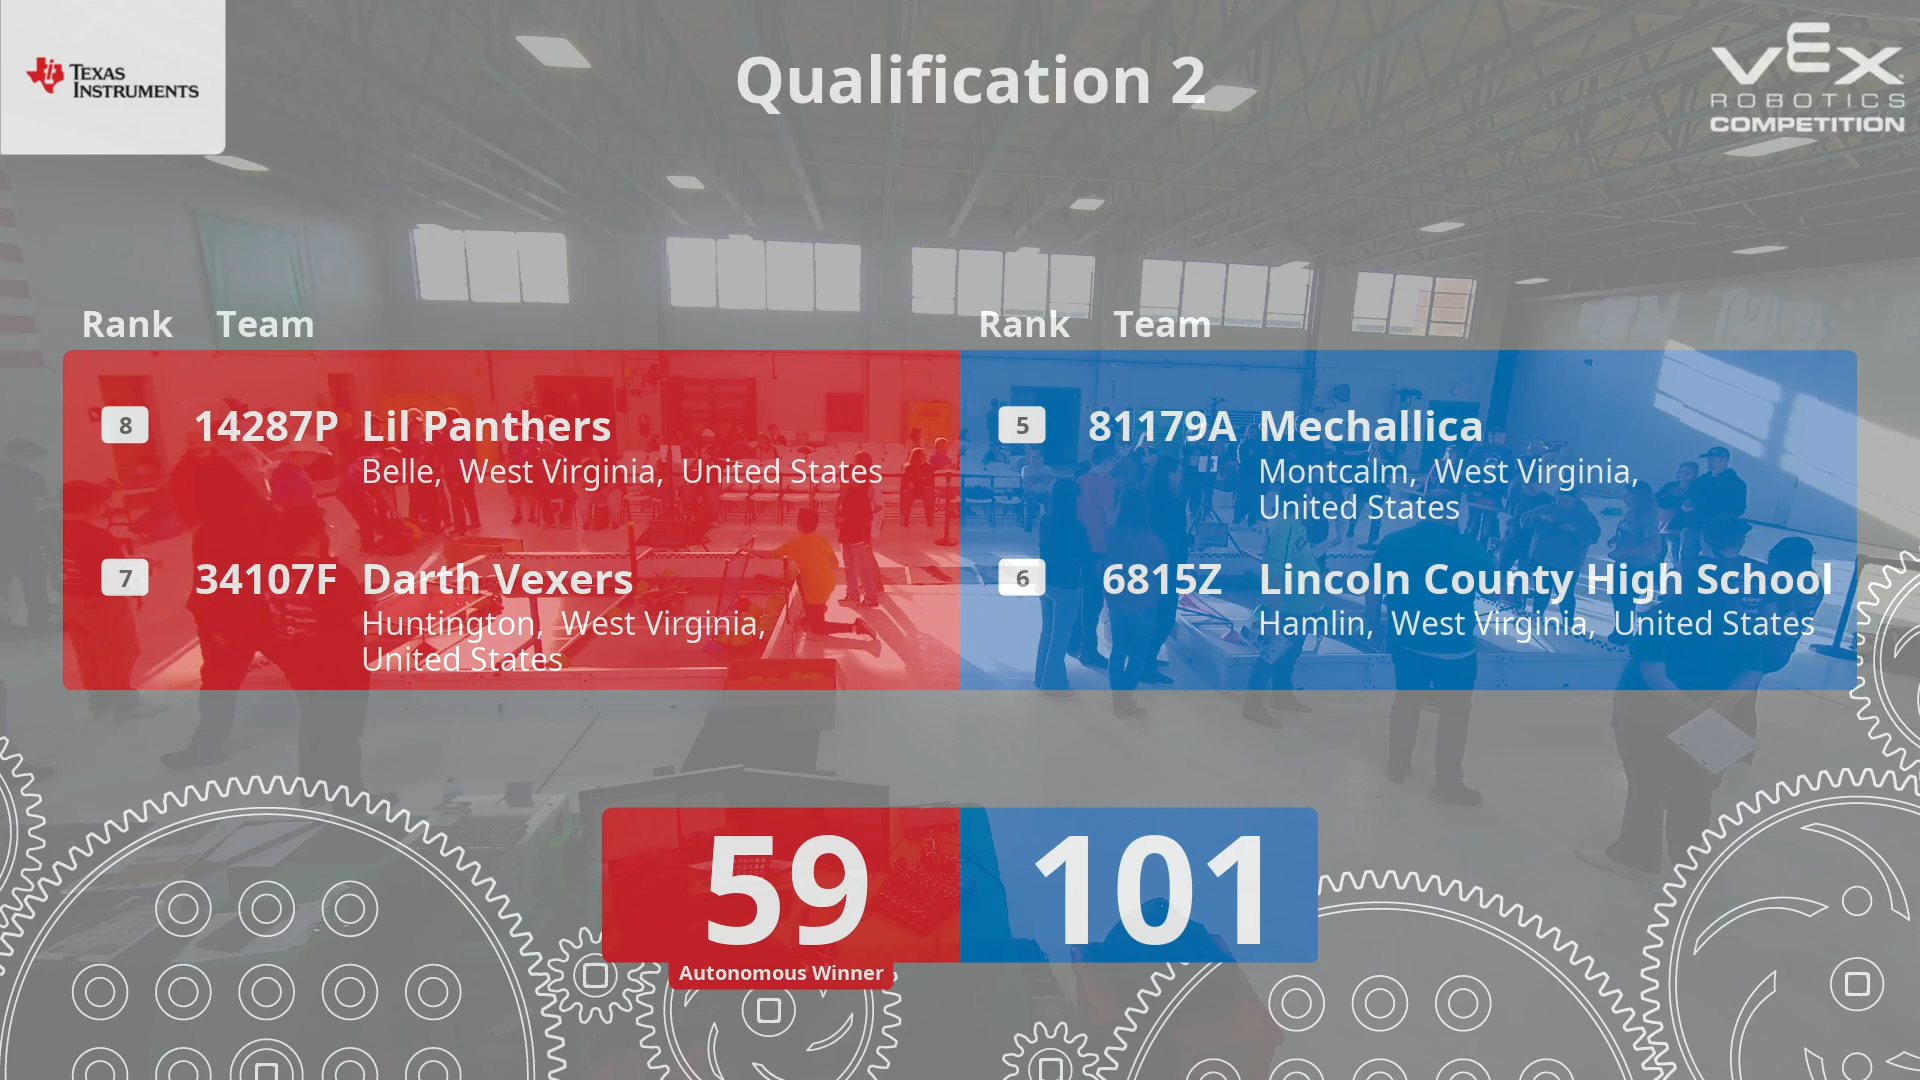 TEXAS
INSTRUMENTS
Qualification 2
VEX
ROBOTICS
COMPETITION
Rank Team
8 14287P Lil Panthers
Belle, West Virginia, United States
7 34107F Darth Vexers
Huntington, West Virginia,
United States
Rank Team
5 81179A Mechallica
Montcalm, West Virginia,
United States
6 6815Z Lincoln County High School
Hamlin, West Virginia, United States
59 101
Autonomous Winner